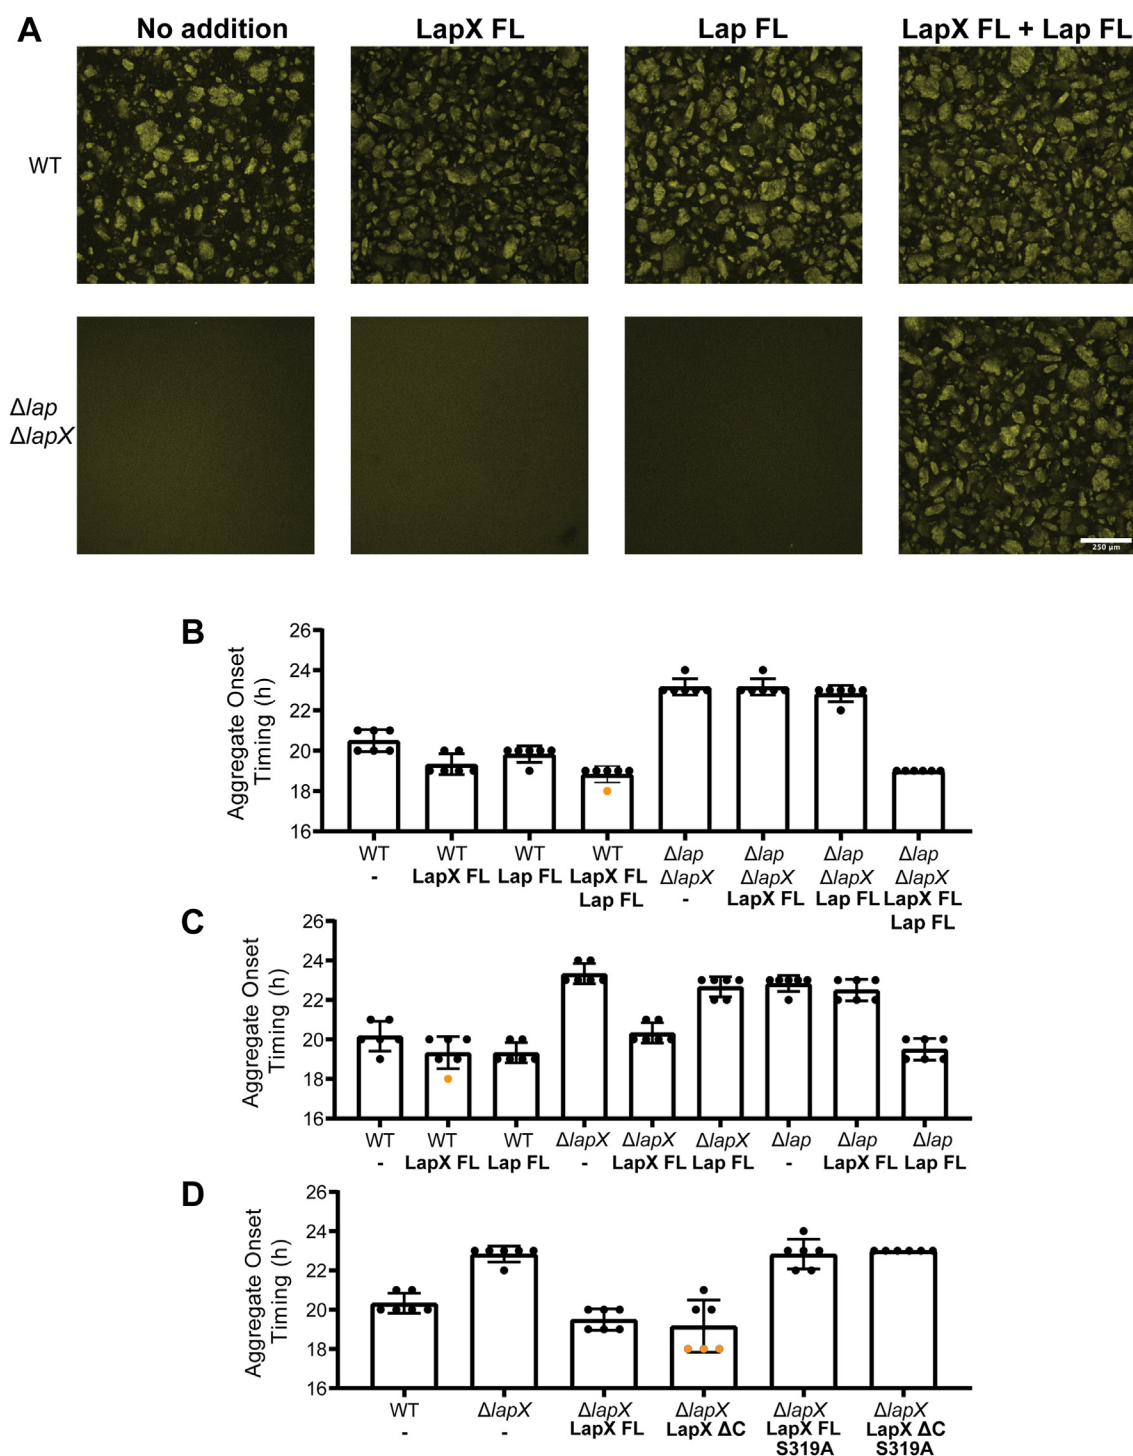 A
No addition
LapX FL
Lap FL
LapX FL + Lap FL
WT
Δlap
ΔlapX
250 µm
B
Aggregate Onset
Timing (h)
26
24
22
20
18
16
WT
-
WT
LapX FL
WT
Lap FL
WT
LapX FL
Lap FL
Δlap
ΔlapX
-
Δlap
ΔlapX
LapX FL
Δlap
ΔlapX
Lap FL
Δlap
ΔlapX
LapX FL
Lap FL
C
Aggregate Onset
Timing (h)
26
24
22
20
18
16
WT
-
WT
LapX FL
WT
Lap FL
ΔlapX
-
ΔlapX
LapX FL
ΔlapX
Lap FL
Δlap
-
Δlap
LapX FL
Δlap
Lap FL
D
Aggregate Onset
Timing (h)
26
24
22
20
18
16
WT
-
ΔlapX
-
ΔlapX
LapX FL
ΔlapX
LapX ΔC
ΔlapX
LapX FL
S319A
ΔlapX
LapX ΔC
S319A